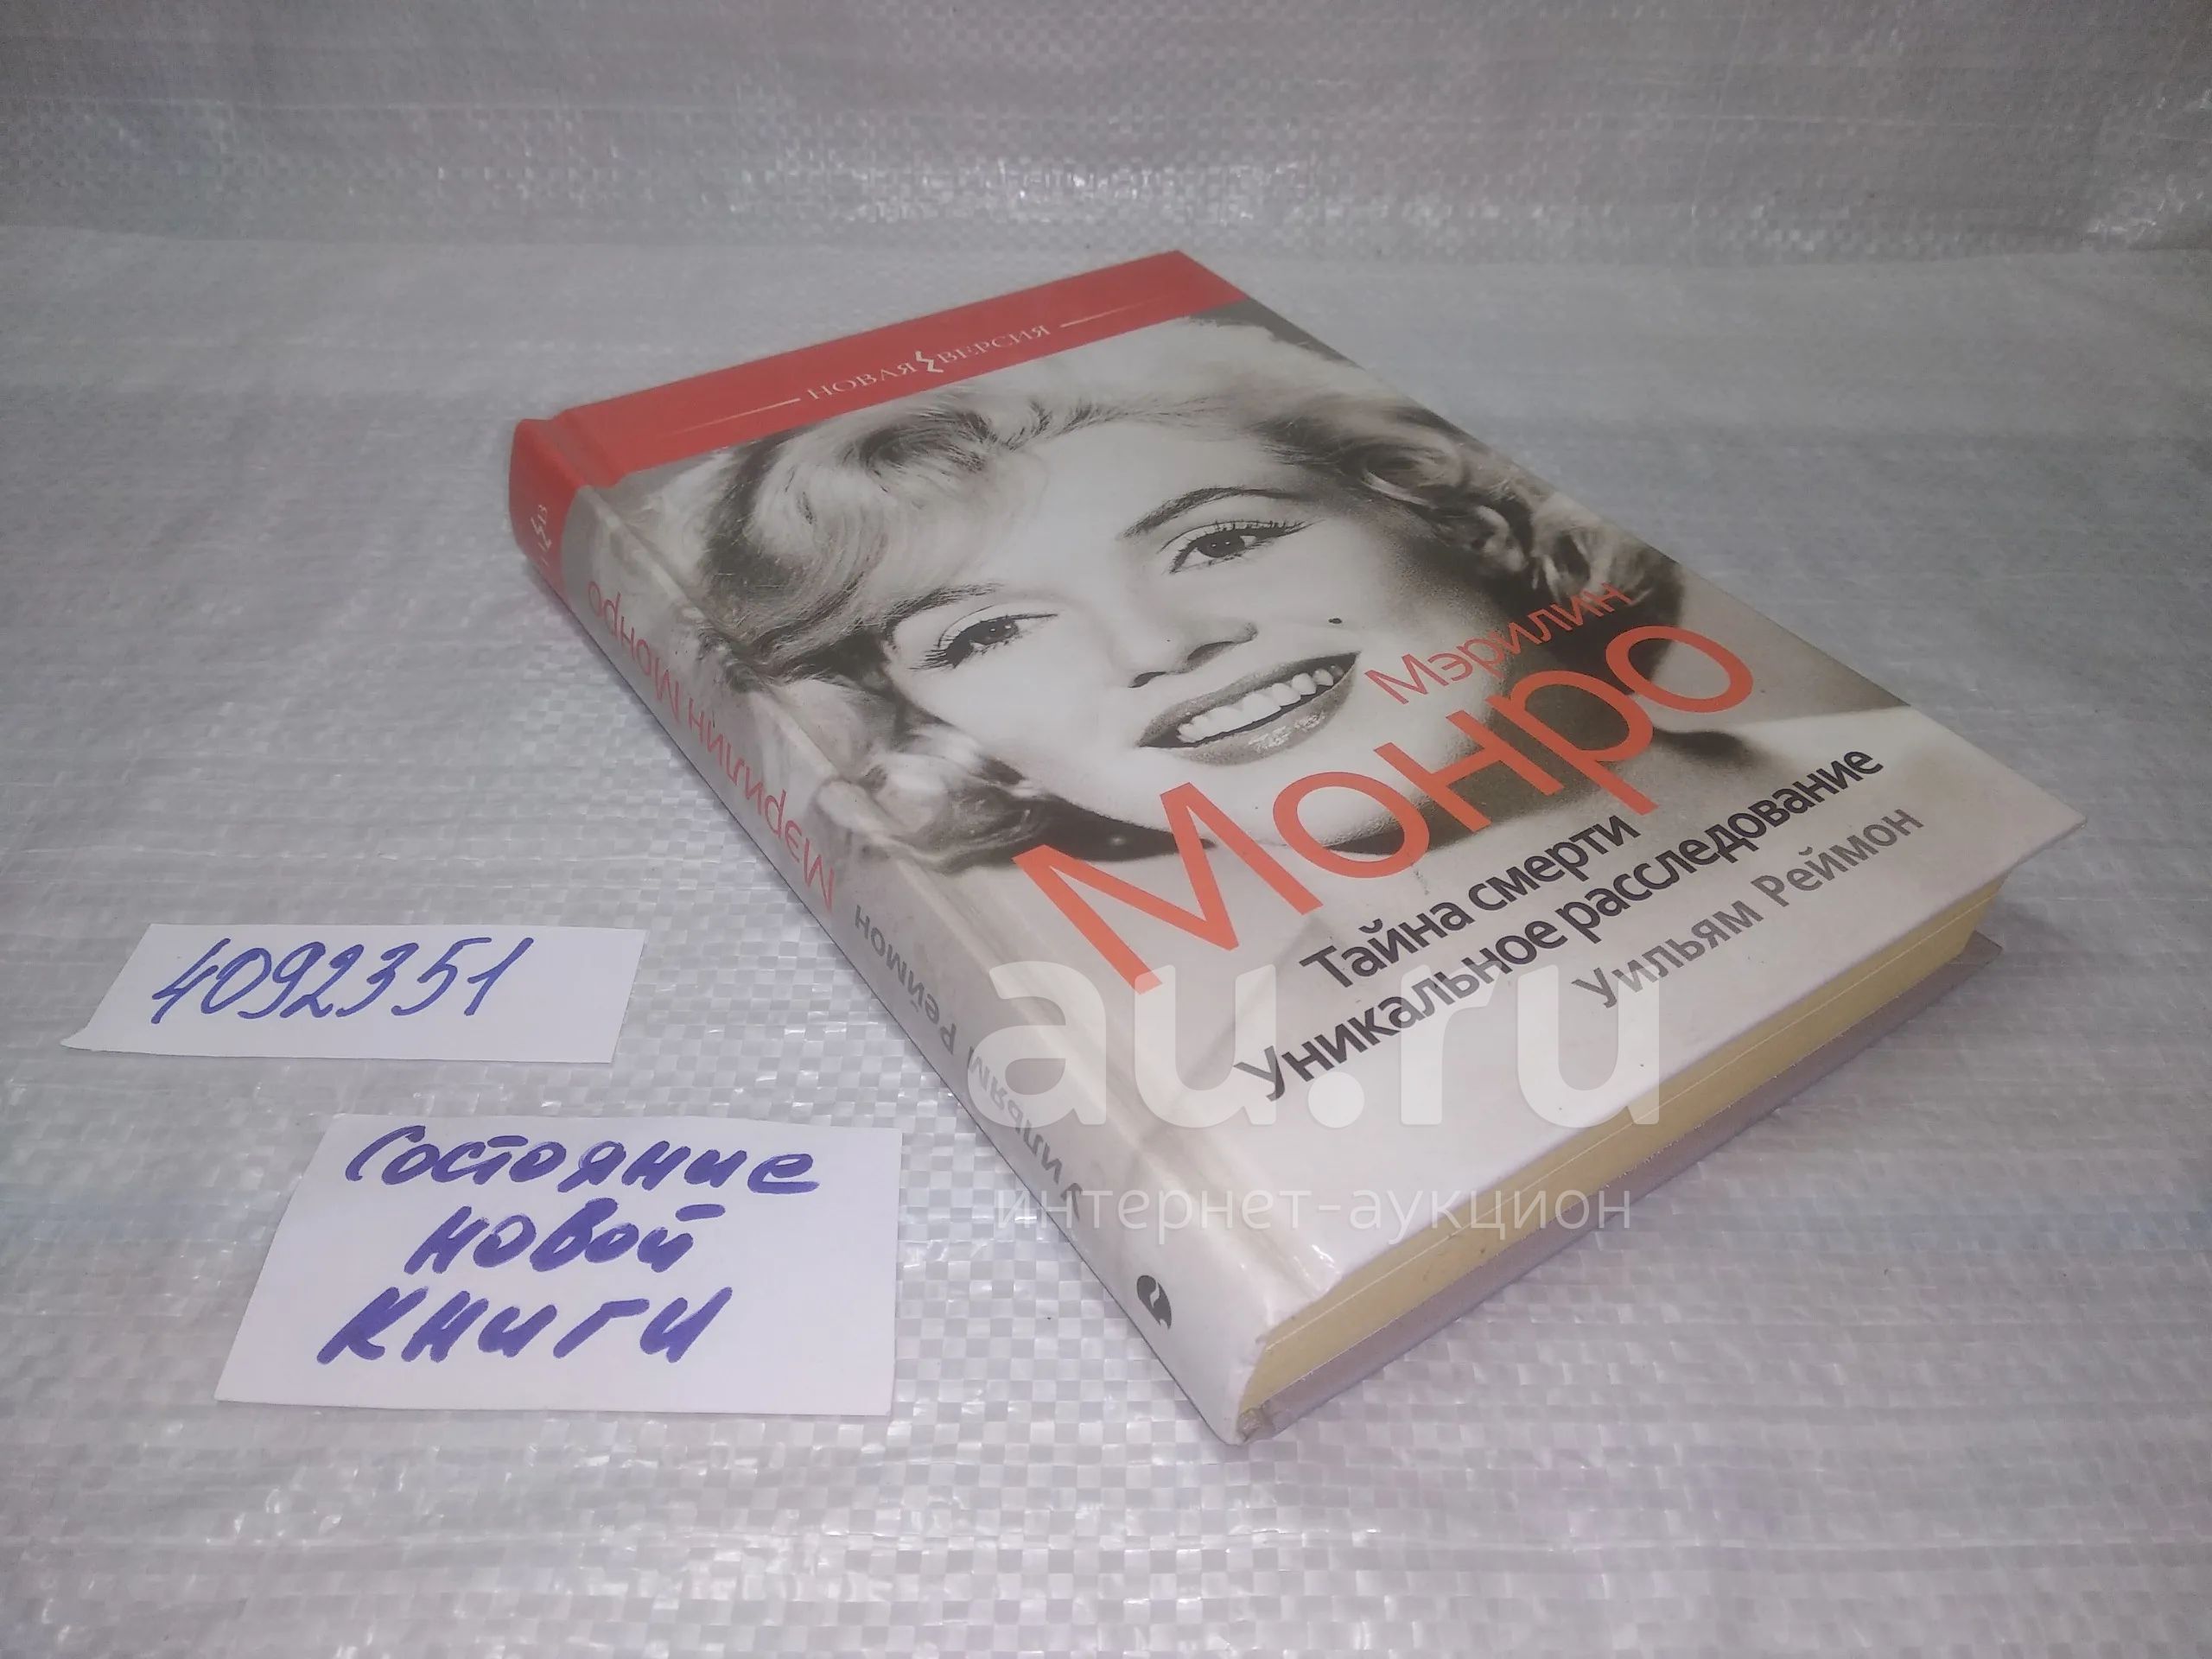 НОВАЯ ВЕРСИЯ
Мэрилин
Монро
Тайна смерти
Уникальное расследование
Уильям Реймон
Мэрилин Монро
Уильям Реймон
4092351
Состояние
новой
книги
au.ru
интернет-аукцион